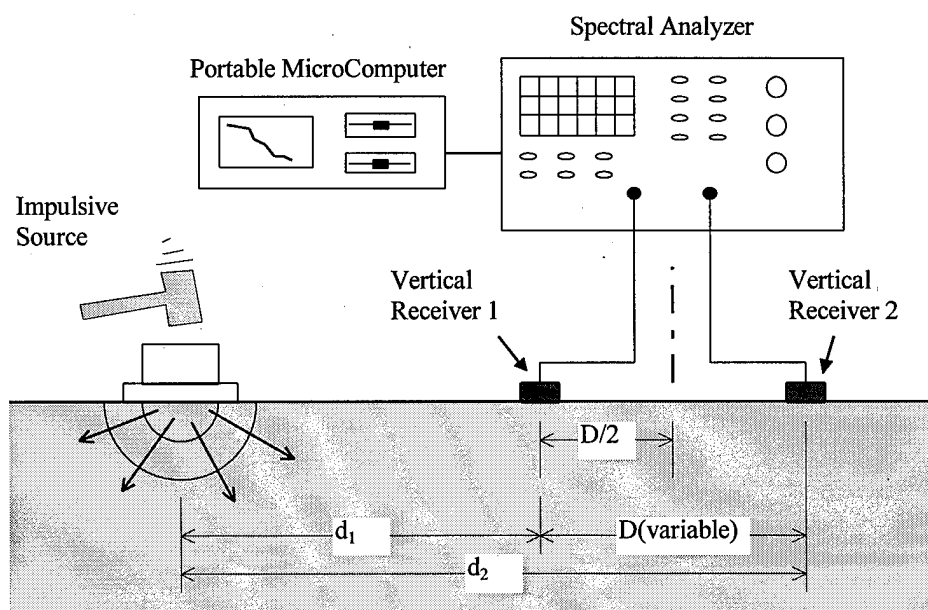 Spectral Analyzer
Portable MicroComputer
Impulsive
Source
Vertical
Receiver 1
Vertical
Receiver 2
D/2
d₁
D(variable)
d₂